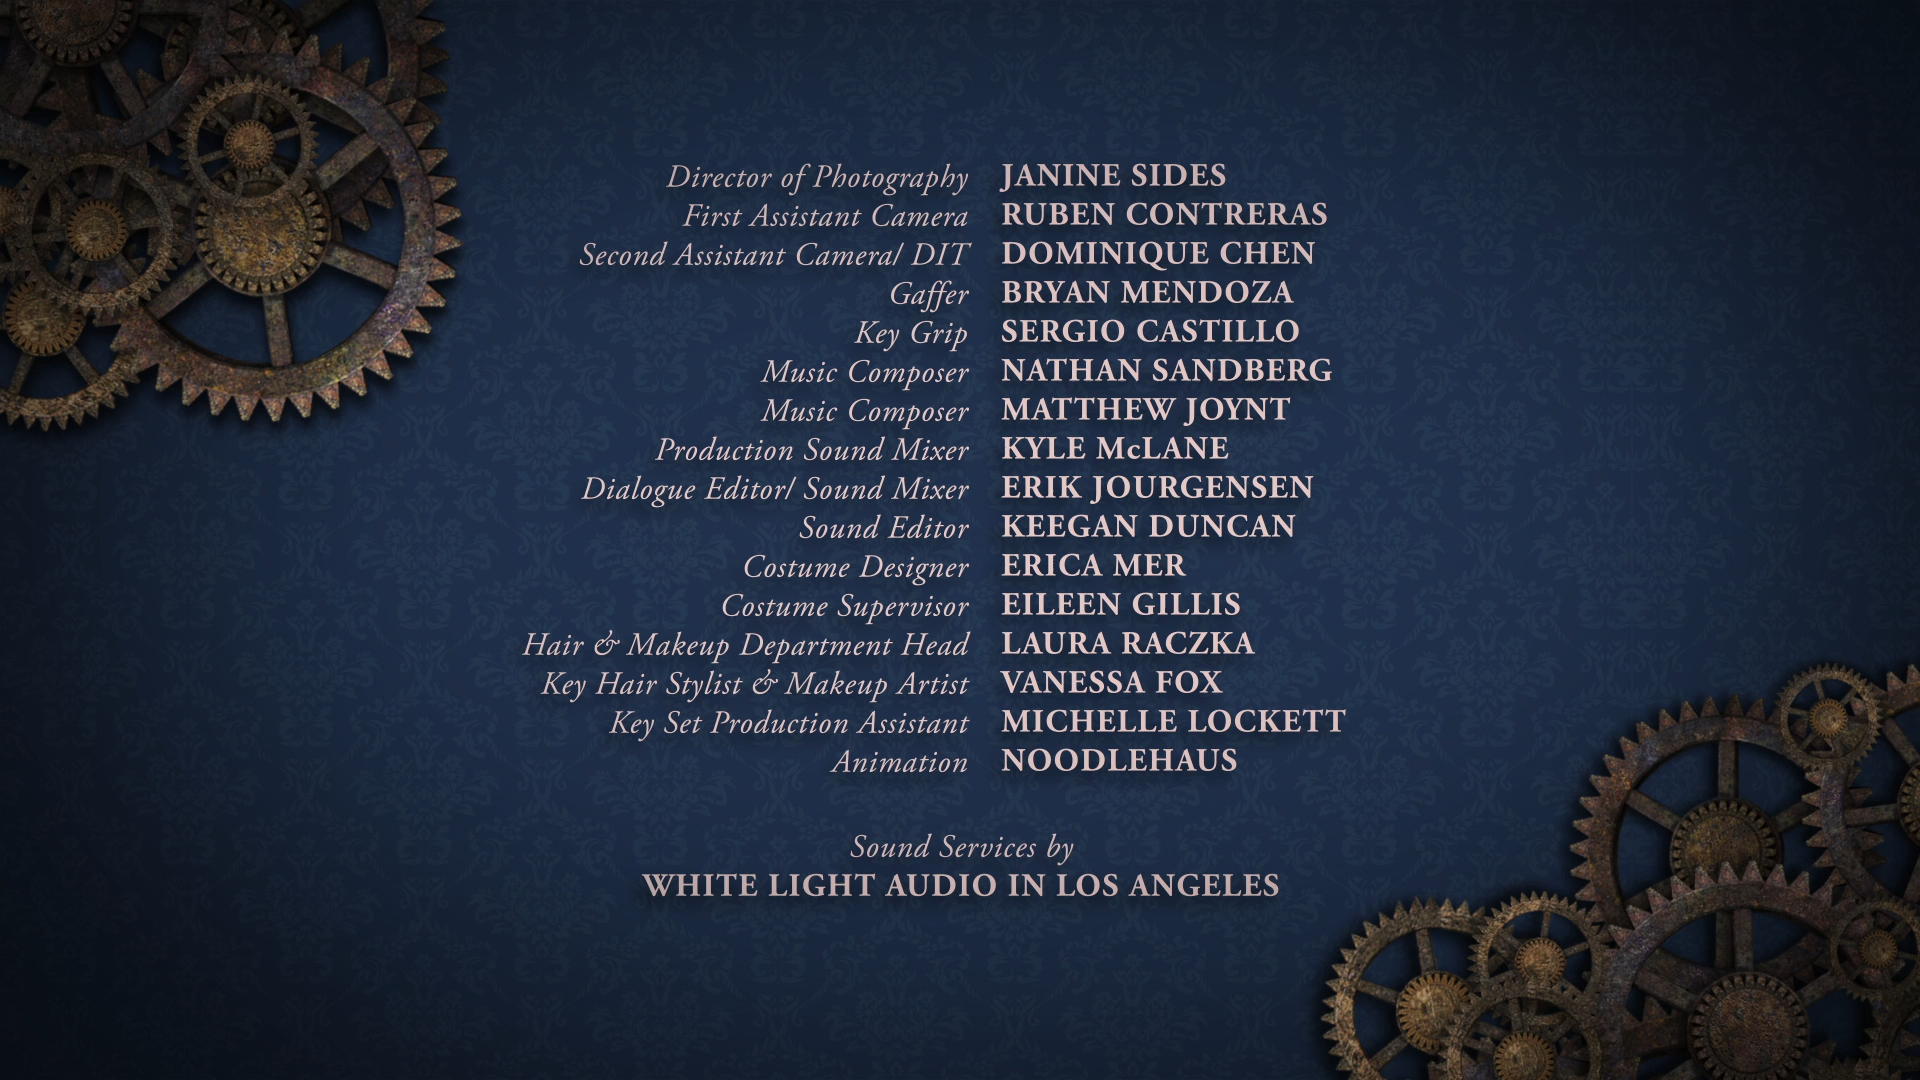 Director of Photography JANINE SIDES
First Assistant Camera RUBEN CONTRERAS
Second Assistant Camera/ DIT DOMINIQUE CHEN
Gaffer BRYAN MENDOZA
Key Grip SERGIO CASTILLO
Music Composer NATHAN SANDBERG
Music Composer MATTHEW JOYNT
Production Sound Mixer KYLE McLANE
Dialogue Editor/ Sound Mixer ERIK JOURGENSEN
Sound Editor KEEGAN DUNCAN
Costume Designer ERICA MER
Costume Supervisor EILEEN GILLIS
Hair & Makeup Department Head LAURA RACZKA
Key Hair Stylist & Makeup Artist VANESSA FOX
Key Set Production Assistant MICHELLE LOCKETT
Animation NOODLEHAUS
Sound Services by
WHITE LIGHT AUDIO IN LOS ANGELES